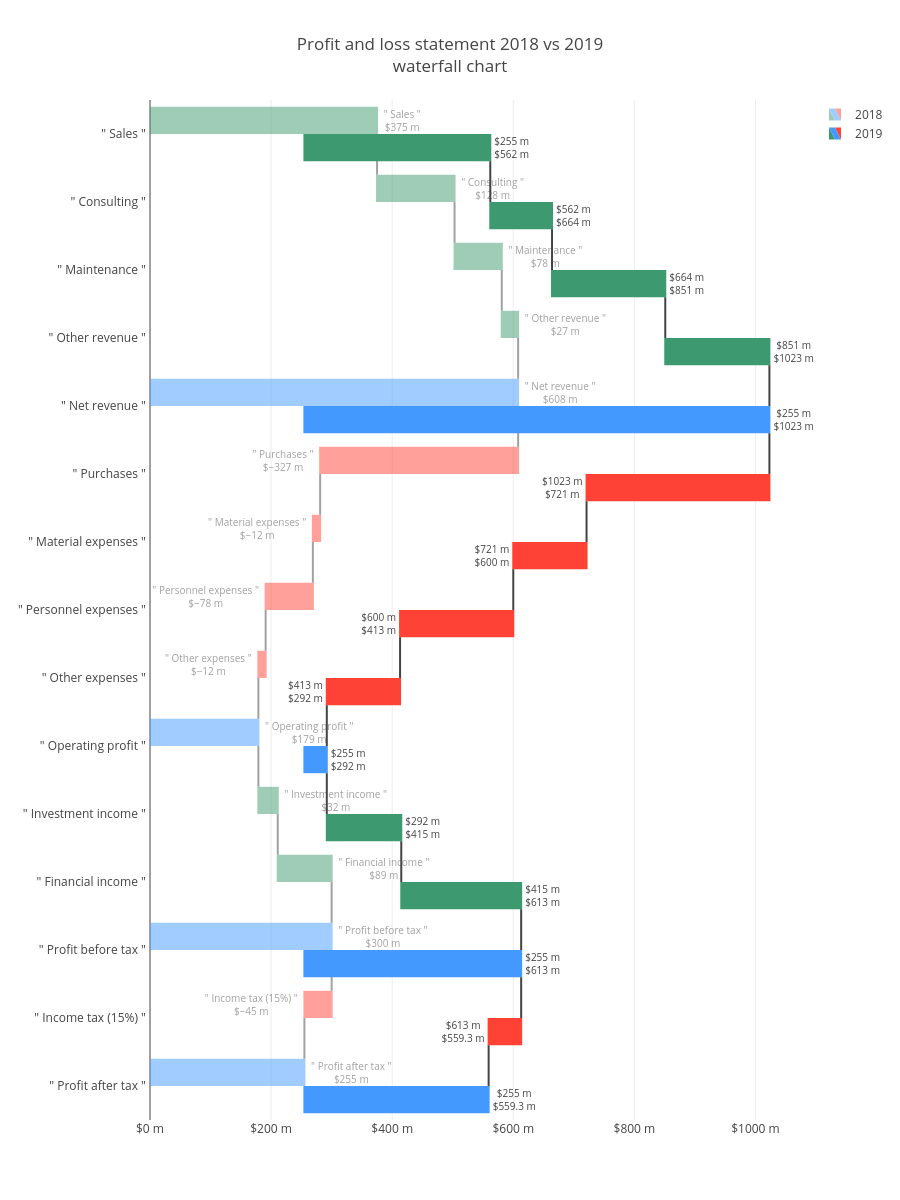 Profit and loss statement 2018 vs 2019
waterfall chart
2018
2019
" Sales "
" Sales "
$375 m
$255 m
$562 m
" Consulting "
" Consulting "
$128 m
$562 m
$664 m
" Maintenance "
" Maintenance "
$78 m
$664 m
$851 m
" Other revenue "
" Other revenue "
$27 m
$851 m
$1023 m
" Net revenue "
" Net revenue "
$608 m
$255 m
$1023 m
" Purchases "
" Purchases "
$−327 m
$1023 m
$721 m
" Material expenses "
" Material expenses "
$−12 m
$721 m
$600 m
" Personnel expenses "
" Personnel expenses "
$−78 m
$600 m
$413 m
" Other expenses "
" Other expenses "
$−12 m
$413 m
$292 m
" Operating profit "
" Operating profit "
$179 m
$255 m
$292 m
" Investment income "
" Investment income "
$32 m
$292 m
$415 m
" Financial income "
" Financial income "
$89 m
$415 m
$613 m
" Profit before tax "
" Profit before tax "
$300 m
$255 m
$613 m
" Income tax (15%) "
" Income tax (15%) "
$−45 m
$613 m
$559.3 m
" Profit after tax "
" Profit after tax "
$255 m
$255 m
$559.3 m
$0 m
$200 m
$400 m
$600 m
$800 m
$1000 m